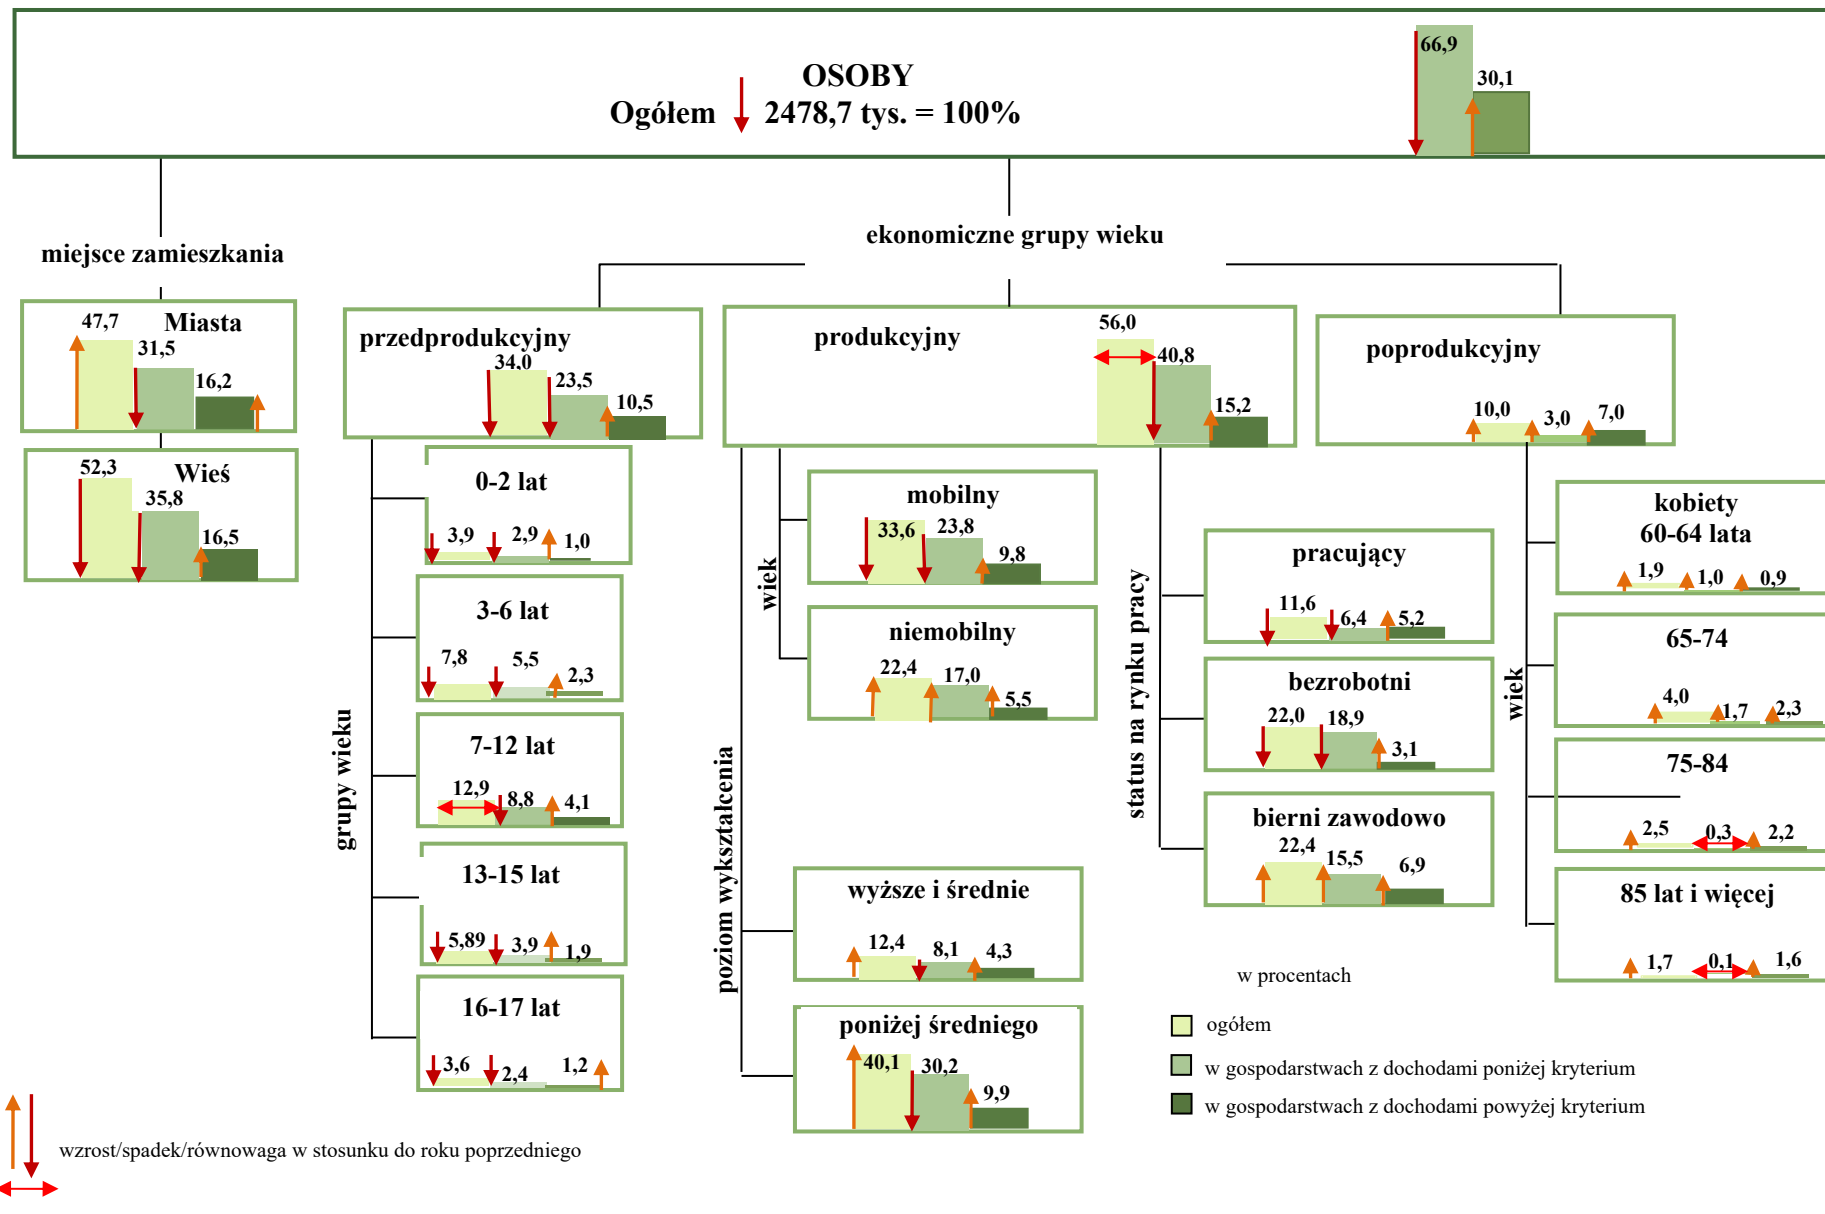 OSOBY
Ogółem 2478,7 tys. = 100%
66,9
30,1
miejsce zamieszkania
ekonomiczne grupy wieku
47,7
Miasta
31,5
16,2
52,3
Wieś
35,8
16,5
przedprodukcyjny
34,0
23,5
10,5
produkcyjny
56,0
40,8
15,2
poprodukcyjny
10,0
3,0
7,0
grupy wieku
0-2 lat
3,9
2,9
1,0
3-6 lat
7,8
5,5
2,3
7-12 lat
12,9
8,8
4,1
13-15 lat
5,89
3,9
1,9
16-17 lat
3,6
2,4
1,2
wiek
mobilny
33,6
23,8
9,8
niemobilny
22,4
17,0
5,5
poziom wykształcenia
wyższe i średnie
12,4
8,1
4,3
poniżej średniego
40,1
30,2
9,9
status na rynku pracy
pracujący
11,6
6,4
5,2
bezrobotni
22,0
18,9
3,1
bierni zawodowo
22,4
15,5
6,9
wiek
kobiety
60-64 lata
1,9
1,0
0,9
65-74
4,0
1,7
2,3
75-84
2,5
0,3
2,2
85 lat i więcej
1,7
0,1
1,6
w procentach
ogółem
w gospodarstwach z dochodami poniżej kryterium
w gospodarstwach z dochodami powyżej kryterium
wzrost/spadek/równowaga w stosunku do roku poprzedniego